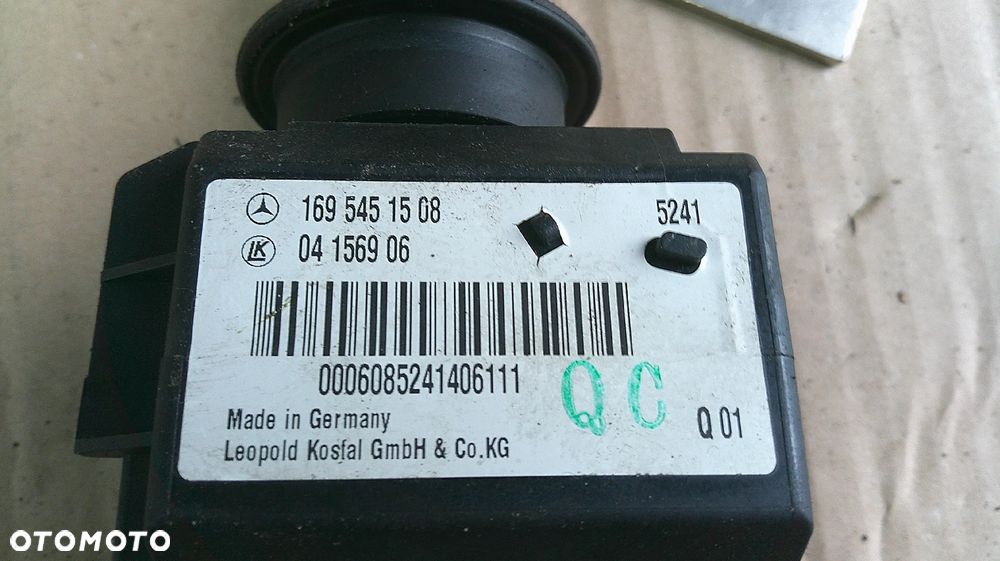 169 545 15 08
5241
LK
04 1569 06
0006085241406111
QC
Made in Germany
Q 01
Leopold Kostal GmbH & Co.KG
OTOMOTO